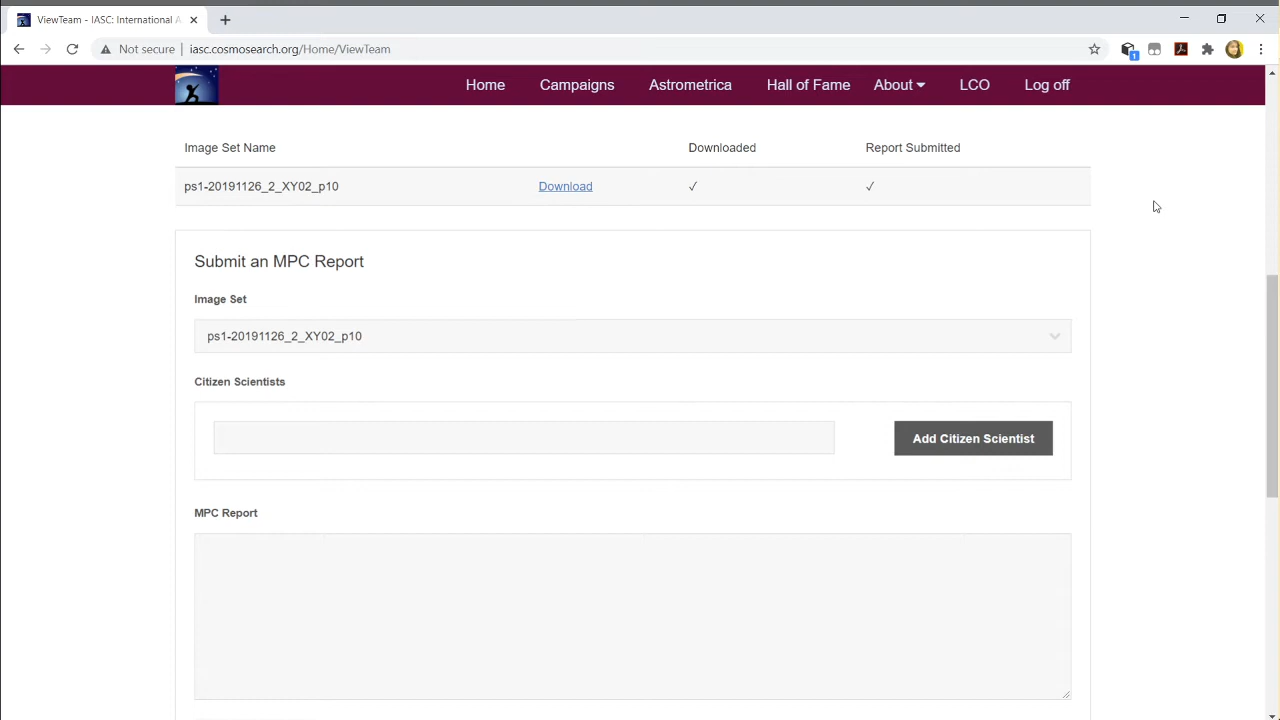 ViewTeam - IASC: International A
Not secure | iasc.cosmosearch.org/Home/ViewTeam
1
Home Campaigns Astrometrica Hall of Fame About LCO Log off
Image Set Name Downloaded Report Submitted
ps1-20191126_2_XY02_p10 Download ✓ ✓
Submit an MPC Report
Image Set
ps1-20191126_2_XY02_p10
Citizen Scientists
Add Citizen Scientist
MPC Report